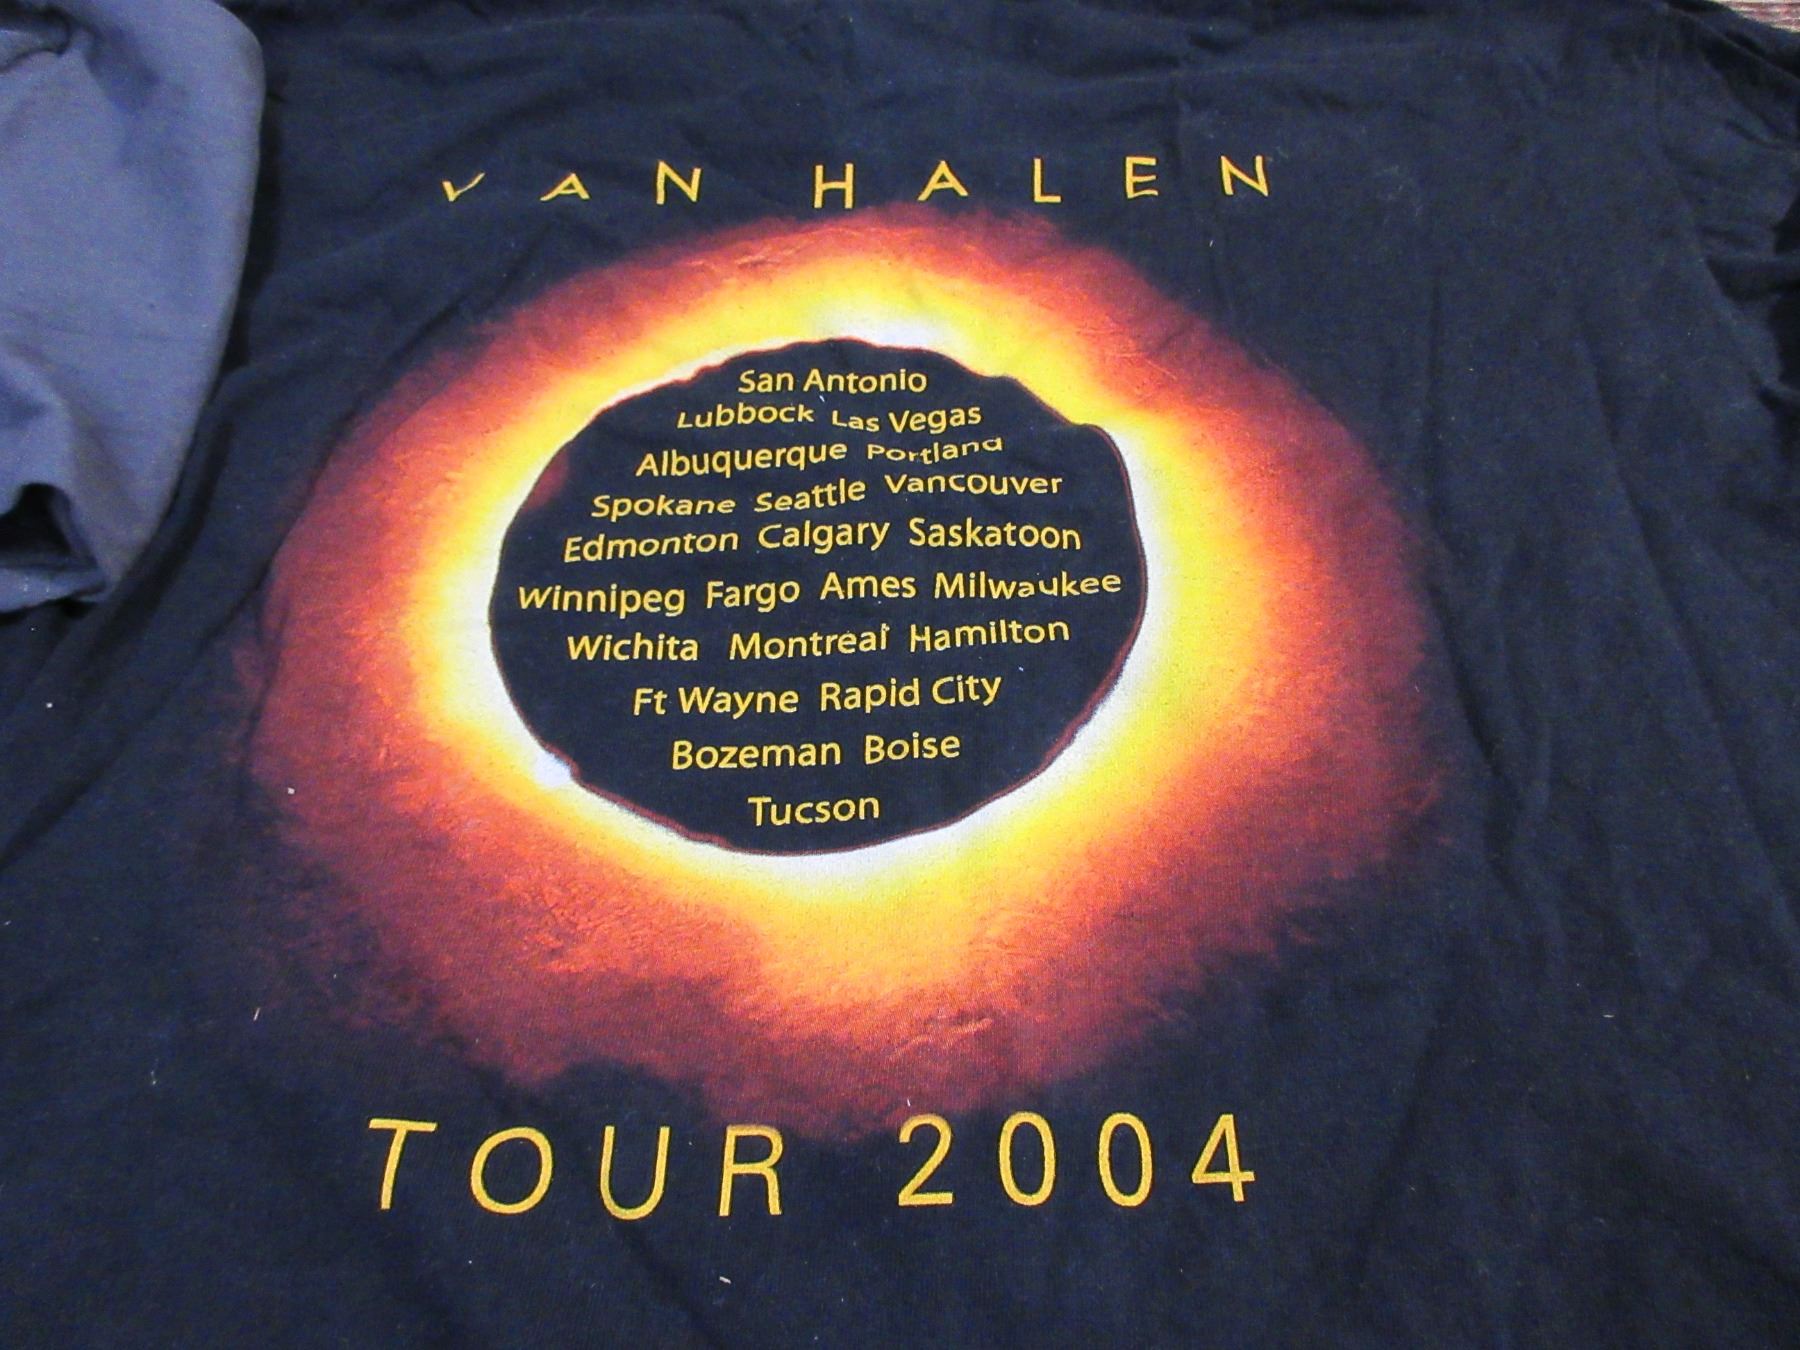 VAN HALEN
San Antonio
Lubbock Las Vegas
Albuquerque Portland
Spokane Seattle Vancouver
Edmonton Calgary Saskatoon
Winnipeg Fargo Ames Milwaukee
Wichita Montreal Hamilton
Ft Wayne Rapid City
Bozeman Boise
Tucson
TOUR 2004